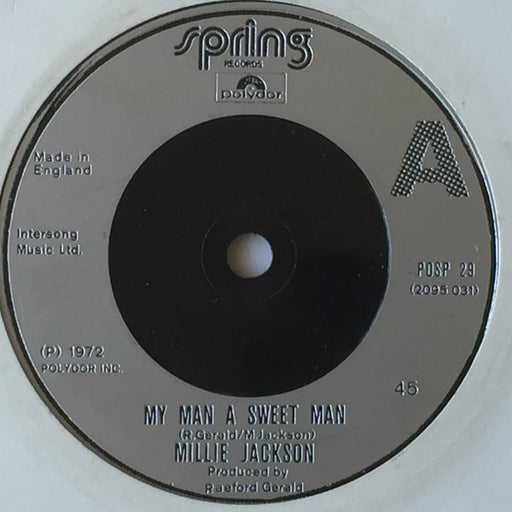 spring
RECORDS.
polydor
A
Made in
England
Intersong
Music Ltd.
POSP 29
(2095 031)
(P) 1972
POLYDOR INC.
45
MY MAN A SWEET MAN
(R.Gerald/M.Jackson)
MILLIE JACKSON
Produced by
Raeford Gerald